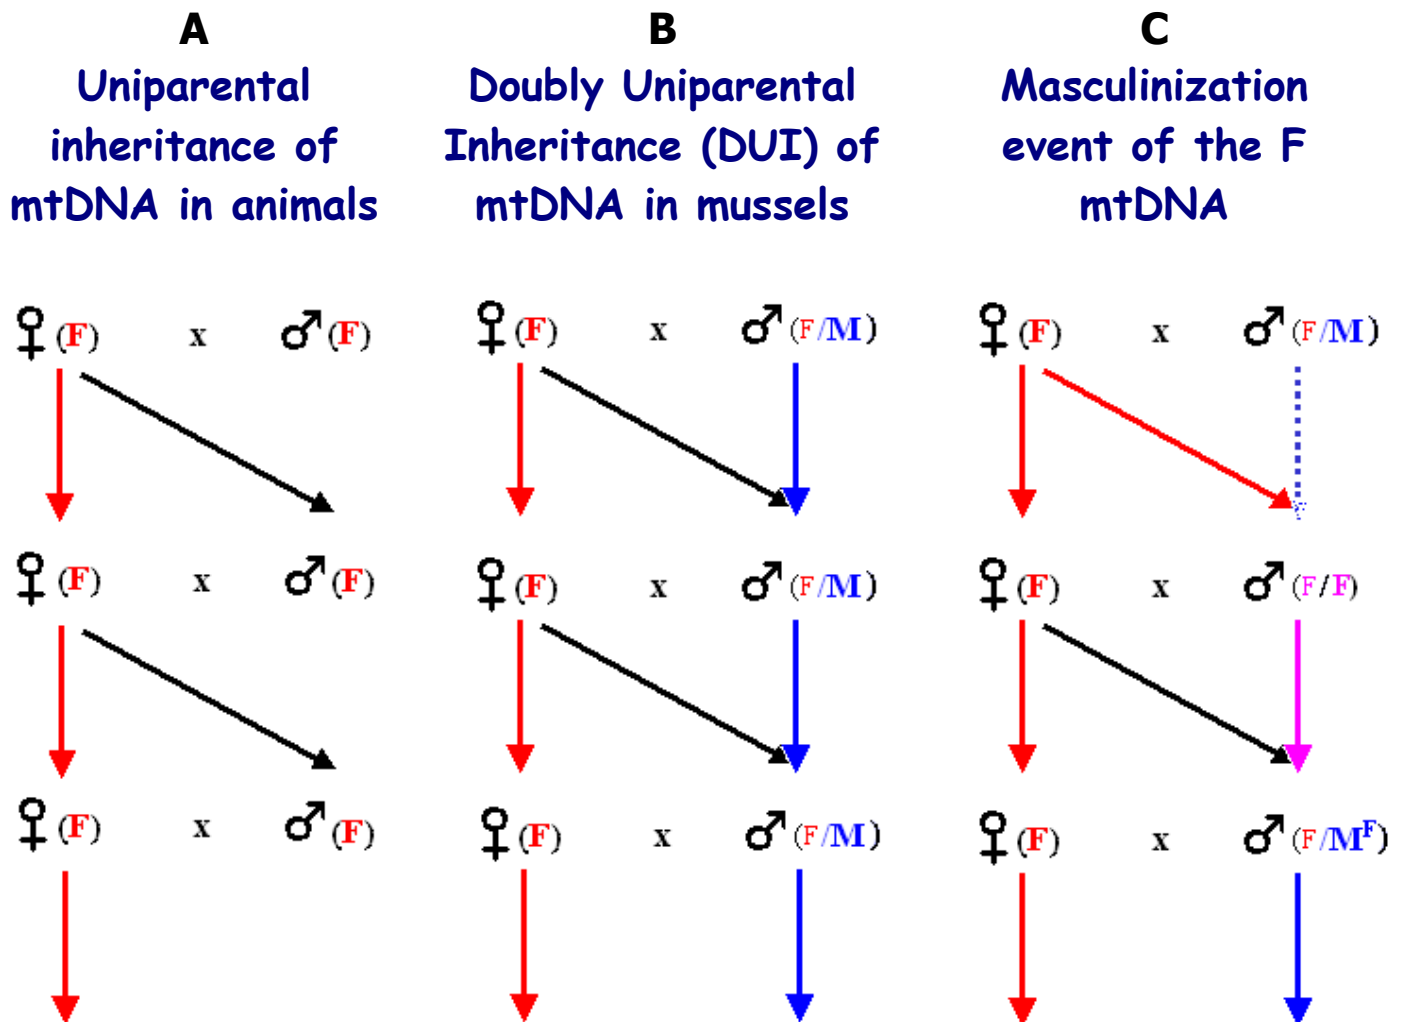 A
Uniparental
inheritance of
mtDNA in animals
B
Doubly Uniparental
Inheritance (DUI) of
mtDNA in mussels
C
Masculinization
event of the F
mtDNA
♀(F) x ♂(F)
♀(F) x ♂(F/M)
♀(F) x ♂(F/M)
♀(F) x ♂(F)
♀(F) x ♂(F/M)
♀(F) x ♂(F/F)
♀(F) x ♂(F)
♀(F) x ♂(F/M)
♀(F) x ♂(F/Mᶠ)